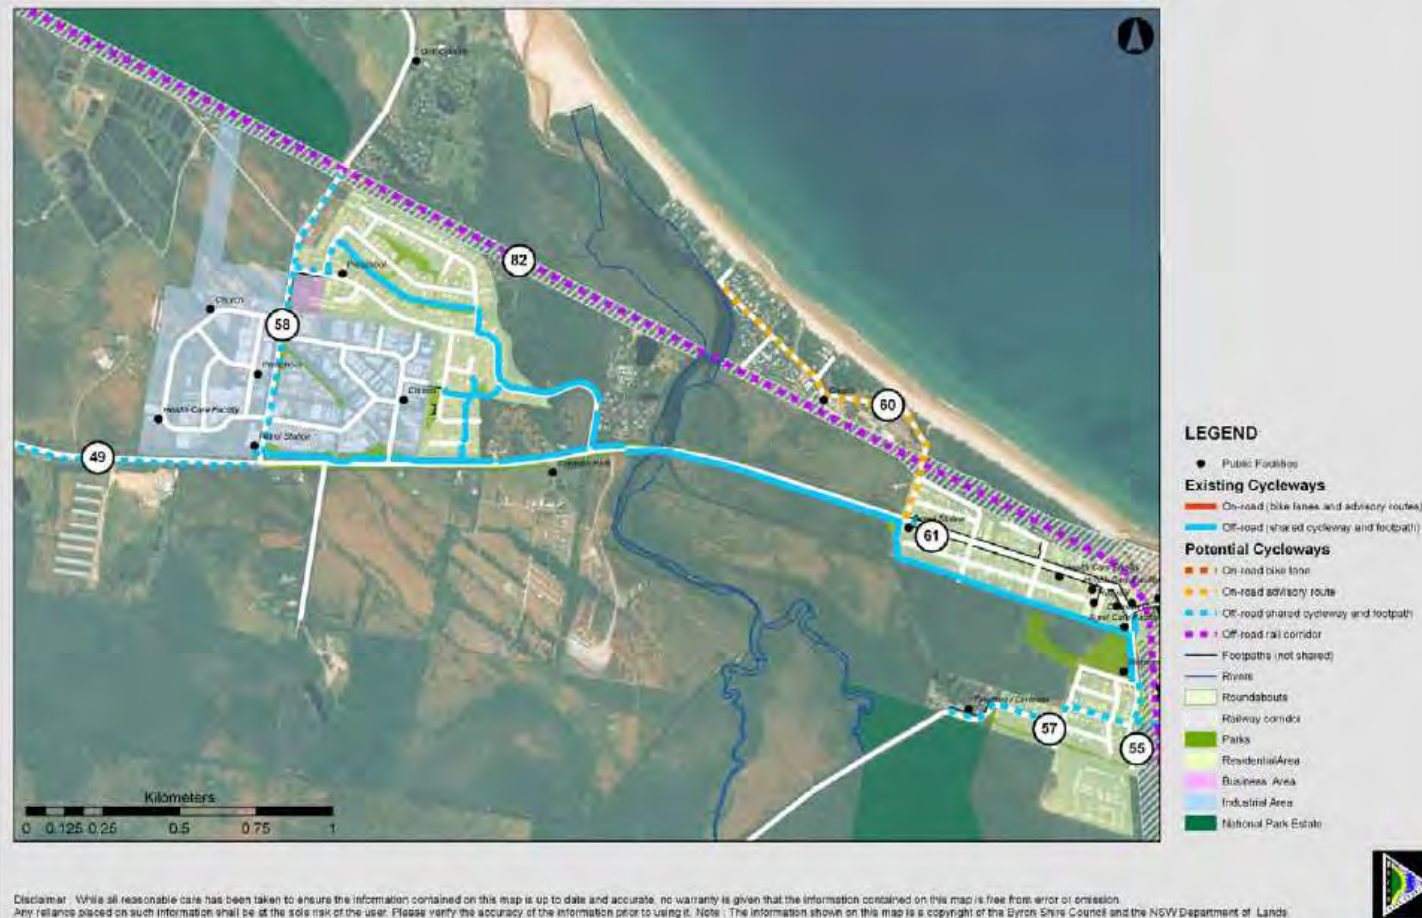 82
Preschool
Church
58
Preschool
Church
Health Care Facility
60
49
61
57
55
Kilometers
0 0.125 0.25 0.5 0.75 1
LEGEND
Public Facilities
Existing Cycleways
On-road (bike lanes and advisory routes)
Off-road (shared cycleway and footpath)
Potential Cycleways
On-road bike lane
On-road advisory route
Off-road shared cycleway and footpath
Off-road rail corridor
Footpaths (not shared)
Rivers
Roundabouts
Railway corridor
Parks
ResidentialArea
Business Area
Industrial Area
National Park Estate
Disclaimer : While all reasonable care has been taken to ensure the information contained on this map is up to date and accurate, no warranty is given that the information contained on this map is free from error or omission.
Any reliance placed on such information shall be at the sole risk of the user. Please verify the accuracy of the information prior to using it. Note : The information shown on this map is a copyright of the Byron Shire Council and the NSW Department of Lands.